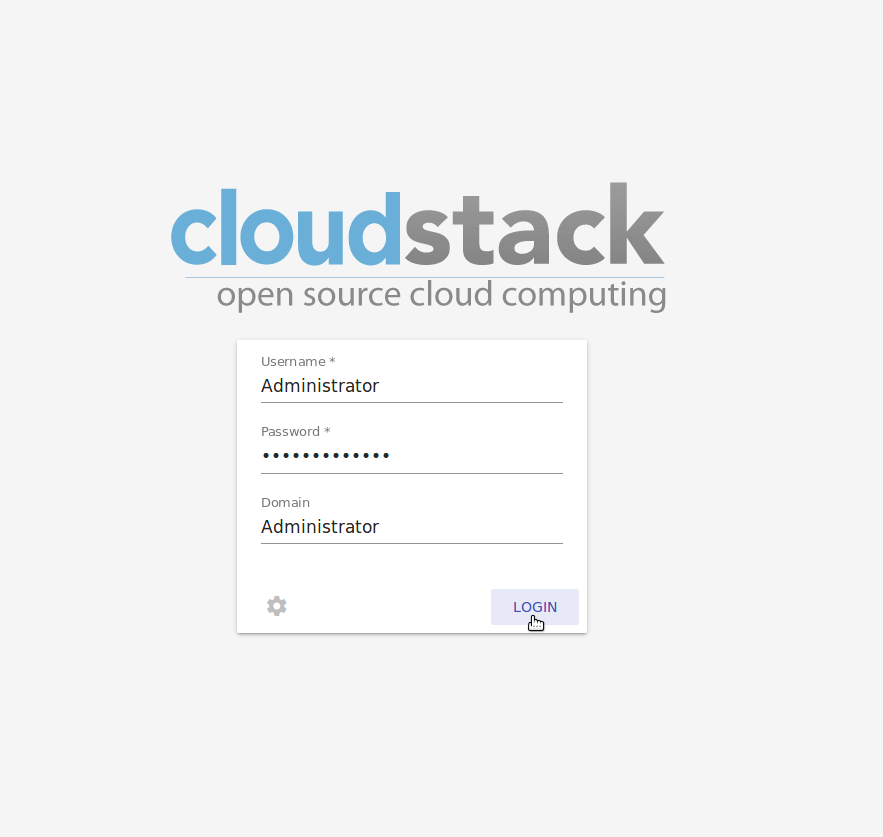 cloudstack
open source cloud computing
Username *
Administrator
Password *
•••••••••••••
Domain
Administrator
LOGIN